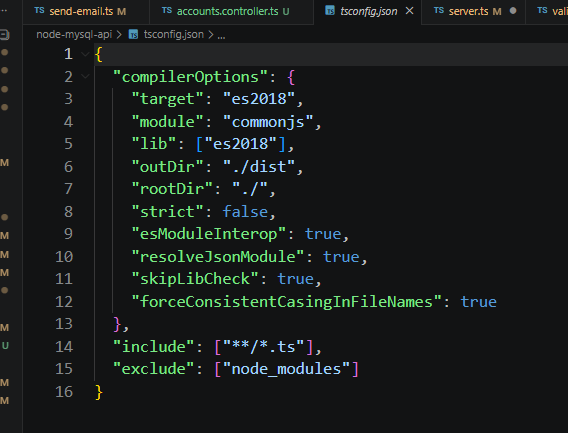 send-email.ts M
TS accounts.controller.ts U
tsconfig.json
TS server.ts M
TS
node-mysql-api > tsconfig.json > ...
1 {
2 "compilerOptions": {
3 "target": "es2018",
4 "module": "commonjs",
5 "lib": ["es2018"],
6 "outDir": "./dist",
7 "rootDir": "./",
8 "strict": false,
9 "esModuleInterop": true,
10 "resolveJsonModule": true,
11 "skipLibCheck": true,
12 "forceConsistentCasingInFileNames": true
13 },
14 "include": ["**/*.ts"],
15 "exclude": ["node_modules"]
16 }
M
M
M
M
M
M
U
M
M